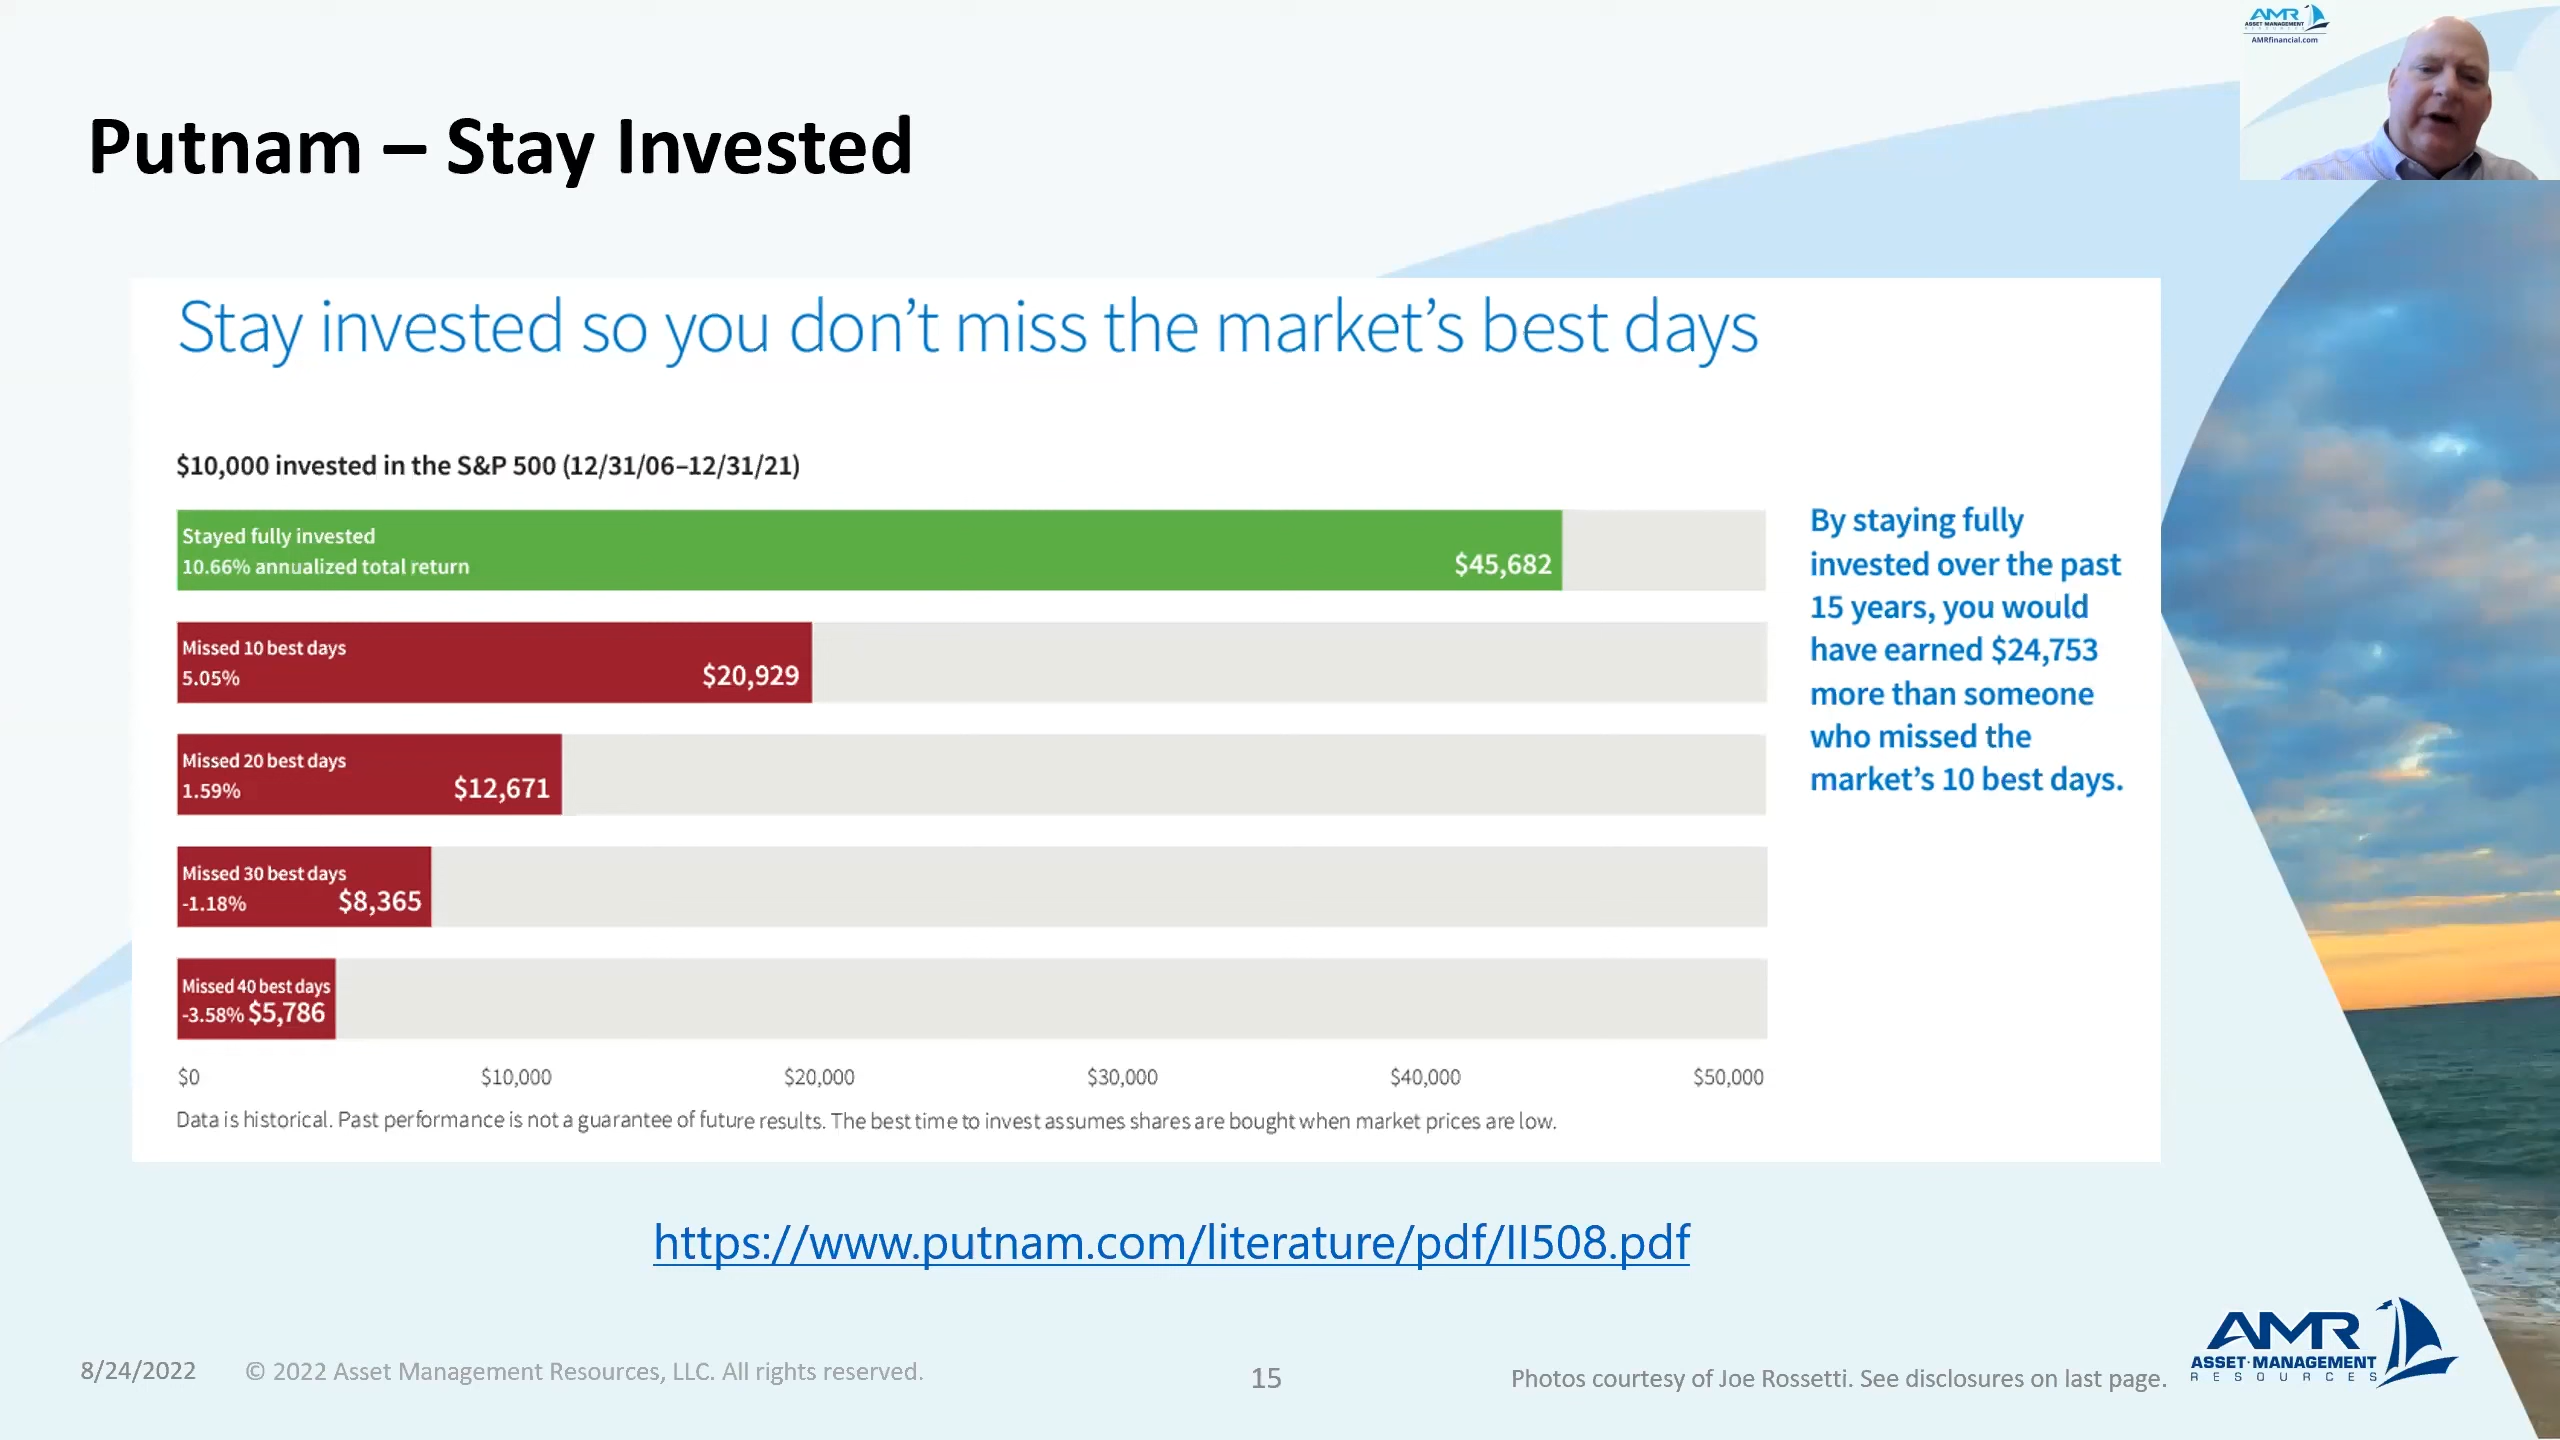 AMR
ASSET MANAGEMENT
RESOURCES
AMRfinancial.com
Putnam – Stay Invested
Stay invested so you don’t miss the market’s best days
$10,000 invested in the S&P 500 (12/31/06–12/31/21)
Stayed fully invested
10.66% annualized total return
$45,682
Missed 10 best days
5.05%
$20,929
Missed 20 best days
1.59%
$12,671
Missed 30 best days
-1.18%
$8,365
Missed 40 best days
-3.58% $5,786
$0 $10,000 $20,000 $30,000 $40,000 $50,000
Data is historical. Past performance is not a guarantee of future results. The best time to invest assumes shares are bought when market prices are low.
By staying fully
invested over the past
15 years, you would
have earned $24,753
more than someone
who missed the
market’s 10 best days.
https://www.putnam.com/literature/pdf/II508.pdf
8/24/2022
© 2022 Asset Management Resources, LLC. All rights reserved.
15
Photos courtesy of Joe Rossetti. See disclosures on last page.
AMR
ASSET·MANAGEMENT
RESOURCES